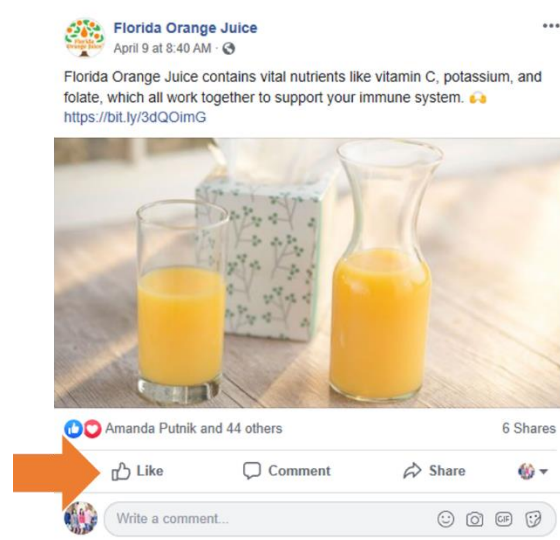 Florida Orange Juice
April 9 at 8:40 AM ·
Florida Orange Juice contains vital nutrients like vitamin C, potassium, and
folate, which all work together to support your immune system. 🙌
https://bit.ly/3dQOimG
Amanda Putnik and 44 others
6 Shares
Like
Comment
Share
Write a comment...
GIF